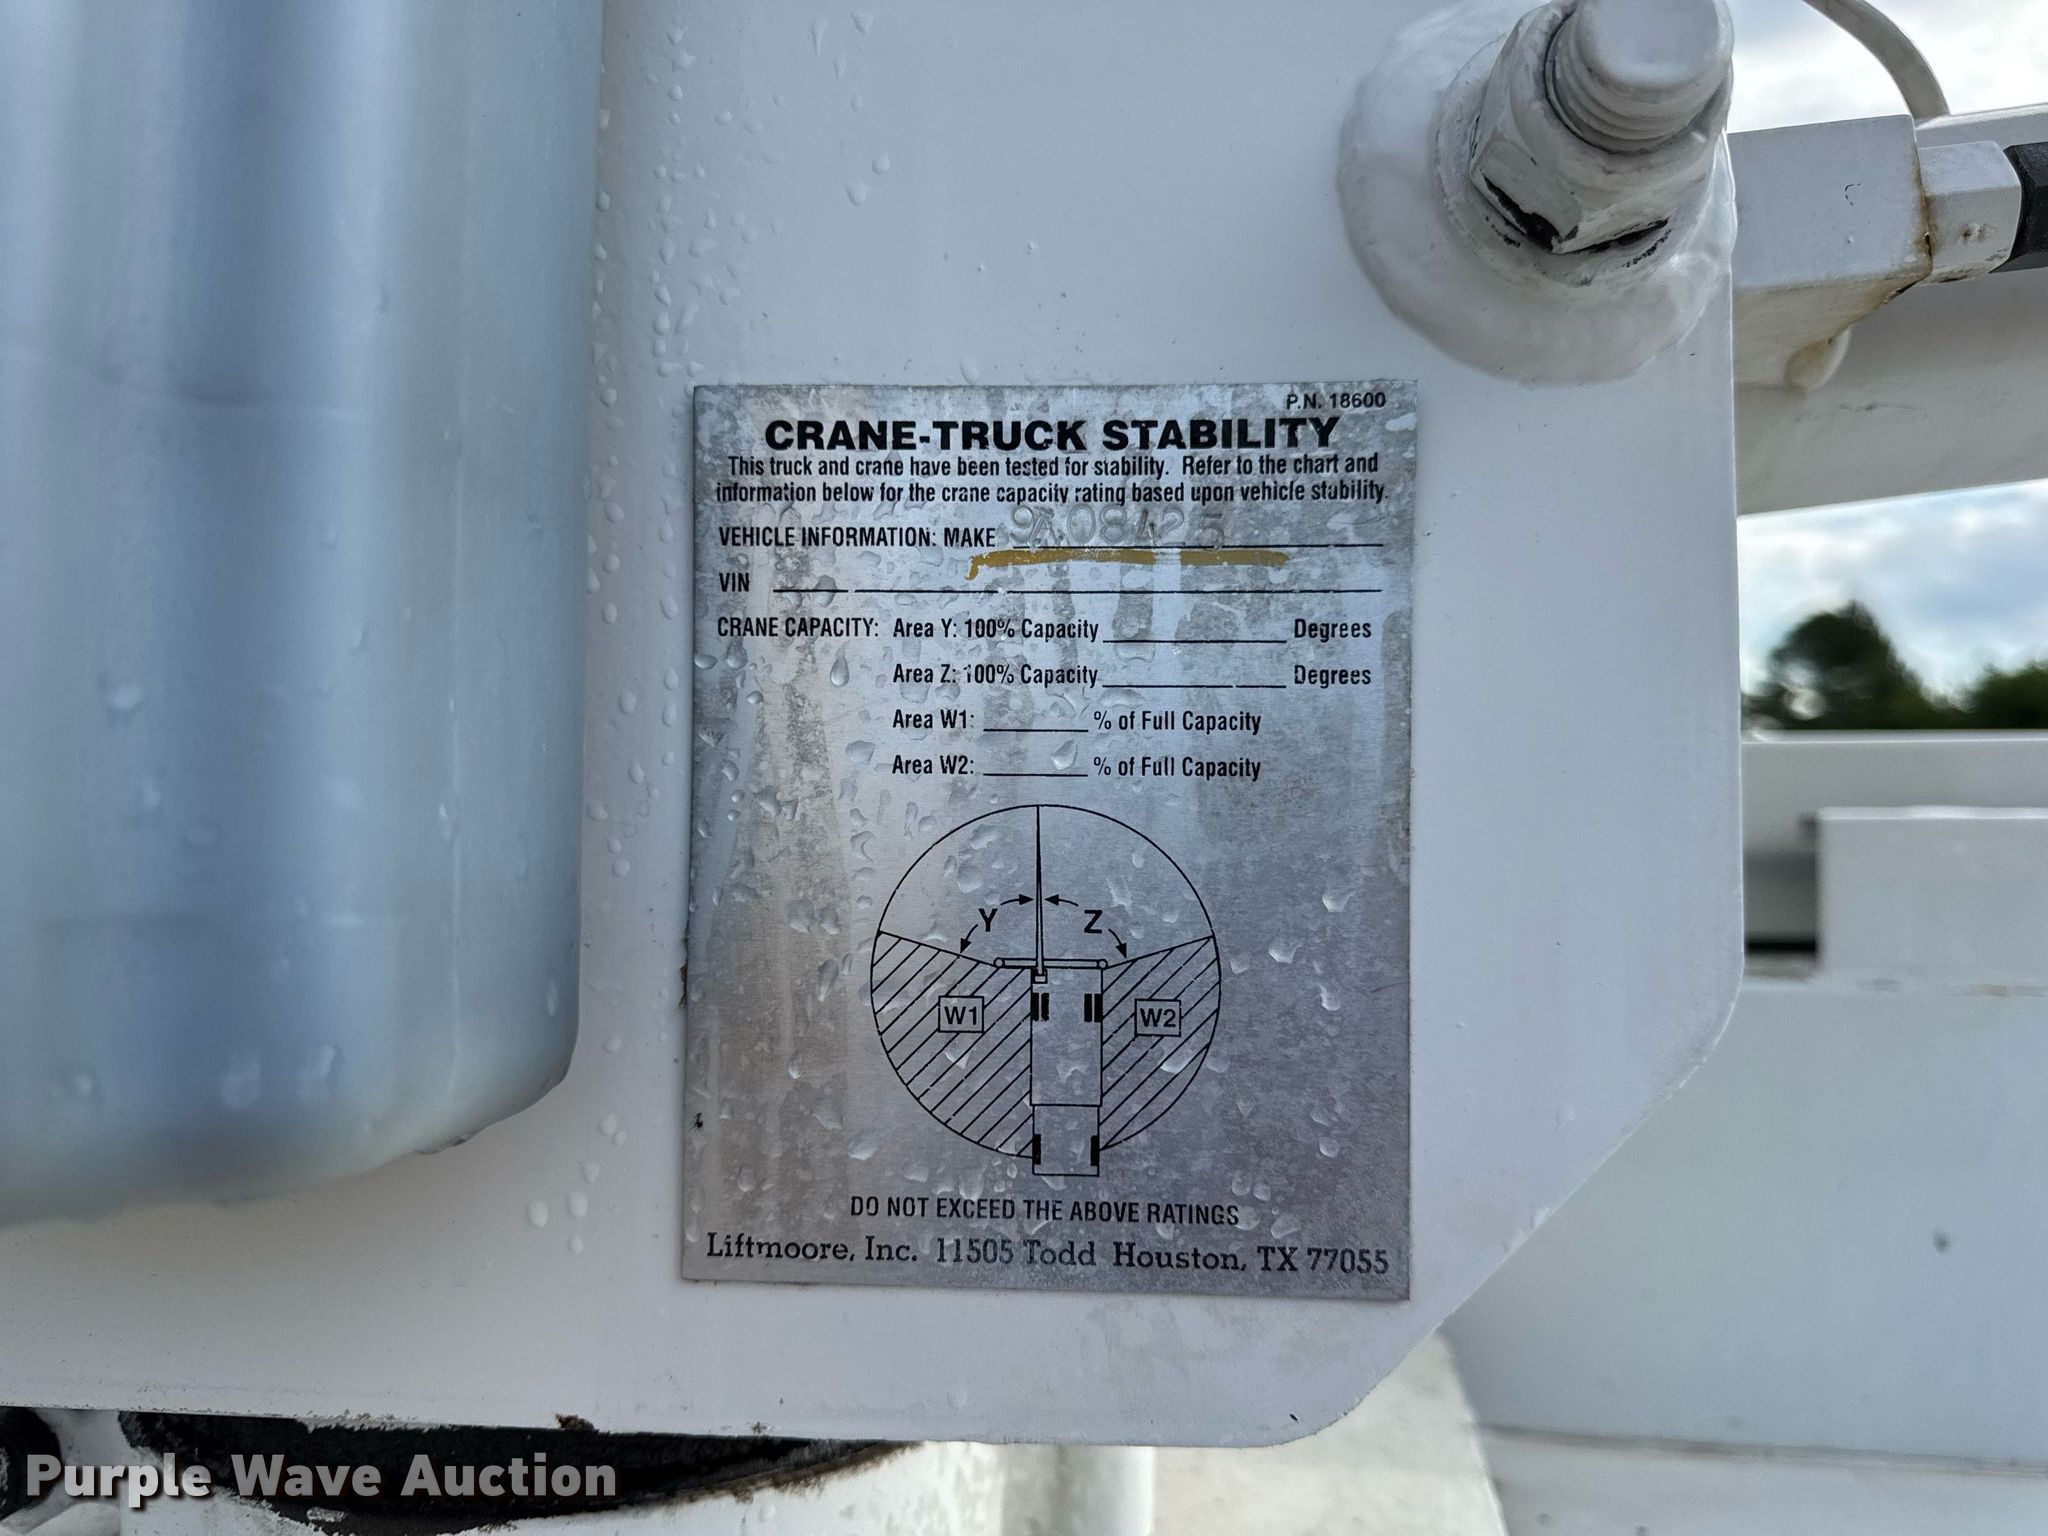 P.N. 18600
CRANE-TRUCK STABILITY
This truck and crane have been tested for stability. Refer to the chart and
information below for the crane capacity rating based upon vehicle stability.
VEHICLE INFORMATION: MAKE
VIN
CRANE CAPACITY: Area Y: 100% Capacity Degrees
Area Z: 100% Capacity Degrees
Area W1: % of Full Capacity
Area W2: % of Full Capacity
Y Z
W1 W2
DO NOT EXCEED THE ABOVE RATINGS
Liftmoore, Inc. 11505 Todd Houston, TX 77055
Purple Wave Auction